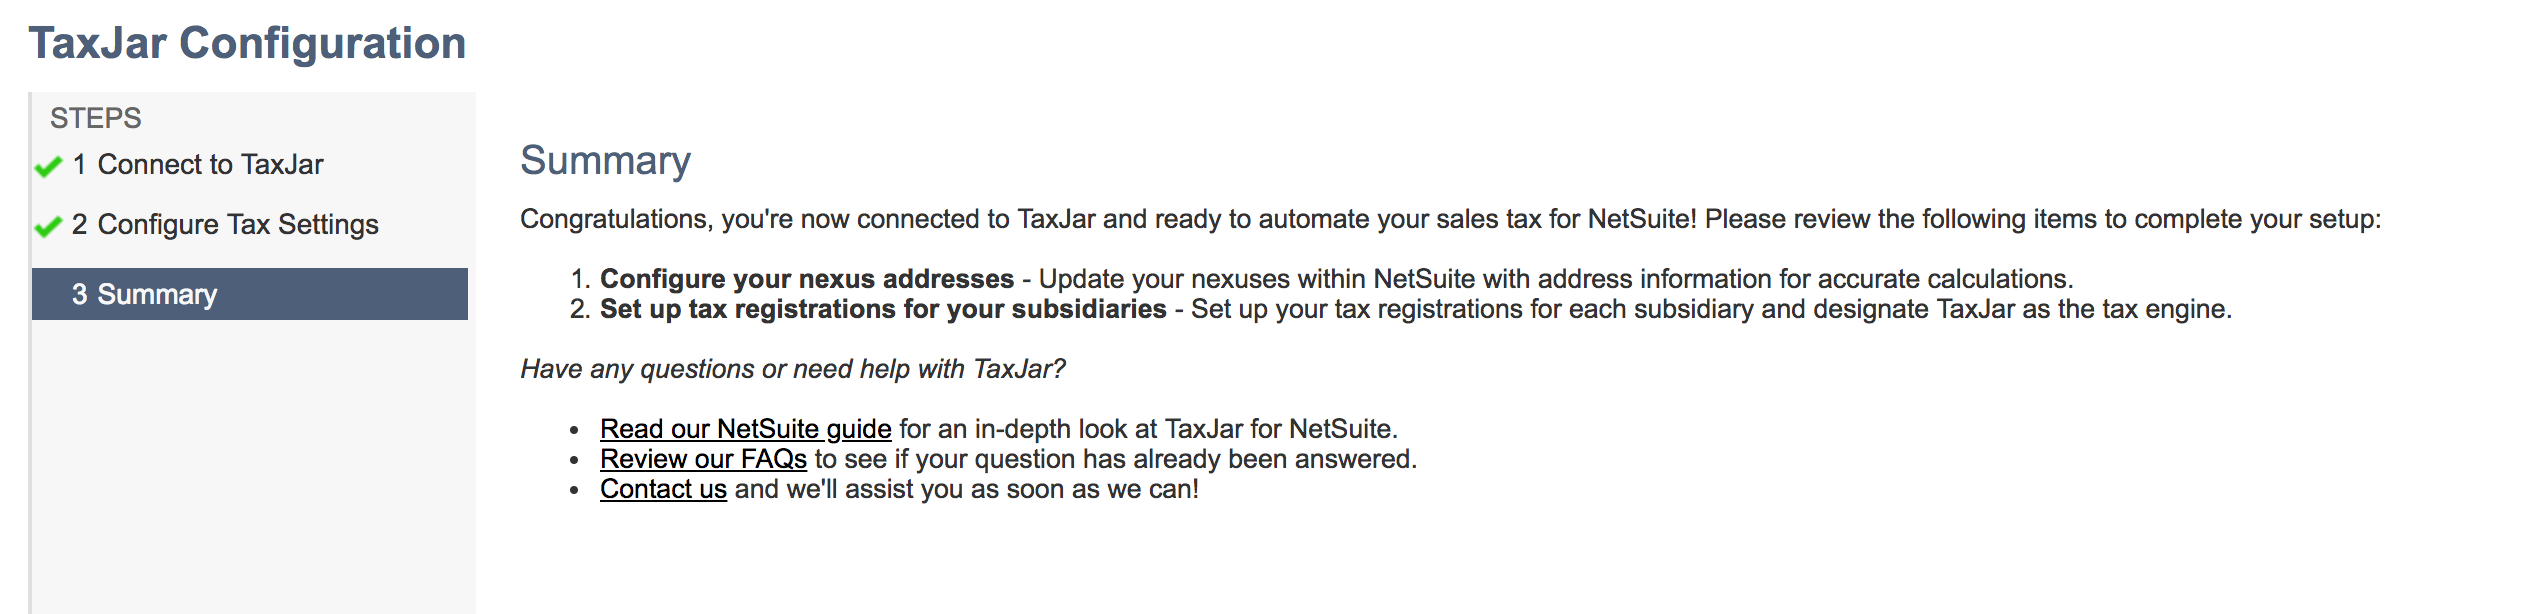 TaxJar Configuration
STEPS
1 Connect to TaxJar
2 Configure Tax Settings
3 Summary
Summary
Congratulations, you're now connected to TaxJar and ready to automate your sales tax for NetSuite! Please review the following items to complete your setup:
1. Configure your nexus addresses - Update your nexuses within NetSuite with address information for accurate calculations.
2. Set up tax registrations for your subsidiaries - Set up your tax registrations for each subsidiary and designate TaxJar as the tax engine.
Have any questions or need help with TaxJar?
• Read our NetSuite guide for an in-depth look at TaxJar for NetSuite.
• Review our FAQs to see if your question has already been answered.
• Contact us and we'll assist you as soon as we can!